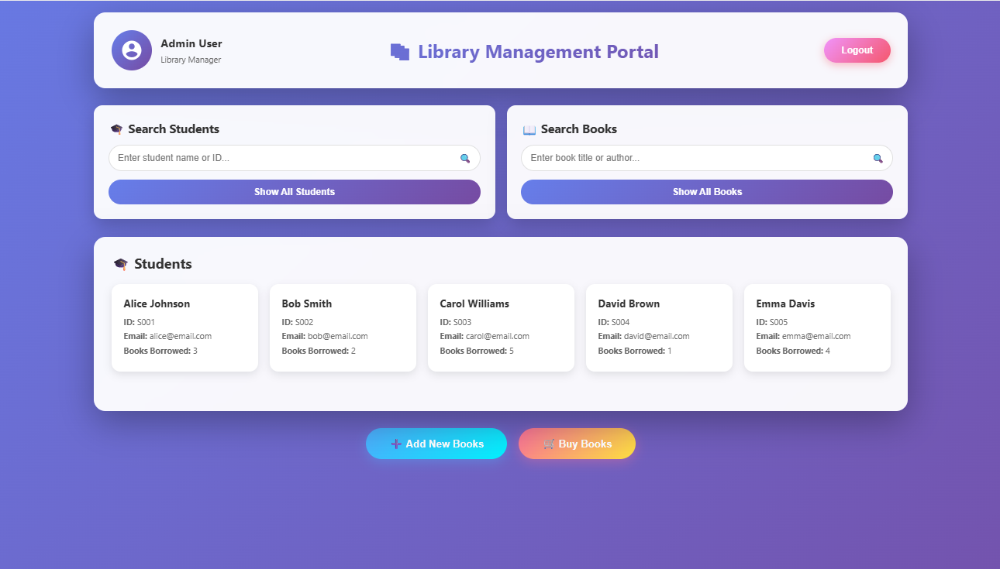 Admin User
Library Manager
Library Management Portal
Logout
Search Students
Enter student name or ID...
Show All Students
Search Books
Enter book title or author...
Show All Books
Students
Alice Johnson
ID: S001
Email: alice@email.com
Books Borrowed: 3
Bob Smith
ID: S002
Email: bob@email.com
Books Borrowed: 2
Carol Williams
ID: S003
Email: carol@email.com
Books Borrowed: 5
David Brown
ID: S004
Email: david@email.com
Books Borrowed: 1
Emma Davis
ID: S005
Email: emma@email.com
Books Borrowed: 4
Add New Books
Buy Books